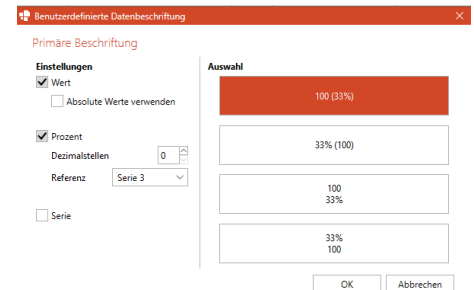 Benutzerdefinierte Datenbeschriftung
Primäre Beschriftung
Einstellungen
Wert
Absolute Werte verwenden
Prozent
Dezimalstellen 0
Referenz Serie 3
Serie
Auswahl
100 (33%)
33% (100)
100
33%
33%
100
OK Abbrechen